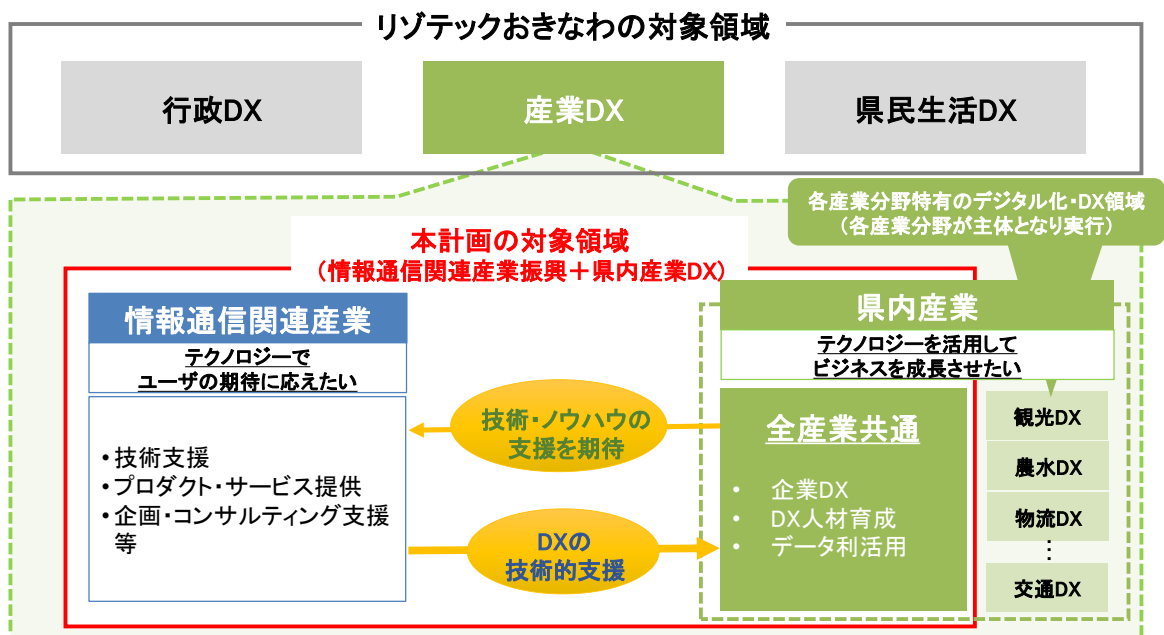 リゾテックおきなわの対象領域
行政DX
産業DX
県民生活DX
各産業分野特有のデジタル化・DX領域
（各産業分野が主体となり実行）
本計画の対象領域
（情報通信関連産業振興＋県内産業DX）
情報通信関連産業
テクノロジーで
ユーザの期待に応えたい
・技術支援
・プロダクト・サービス提供
・企画・コンサルティング支援
等
技術・ノウハウの
支援を期待
DXの
技術的支援
県内産業
テクノロジーを活用して
ビジネスを成長させたい
全産業共通
• 企業DX
• DX人材育成
• データ利活用
観光DX
農水DX
物流DX
⋮
交通DX